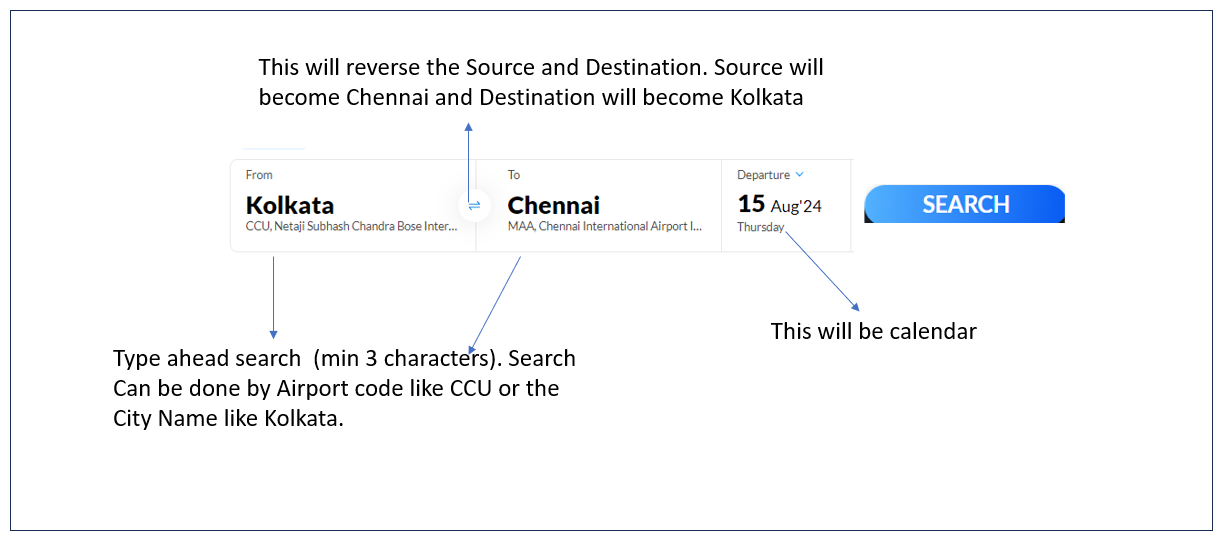 This will reverse the Source and Destination. Source will
become Chennai and Destination will become Kolkata
From
Kolkata
CCU, Netaji Subhash Chandra Bose Inter...
To
Chennai
MAA, Chennai International Airport I...
Departure
15 Aug'24
Thursday
SEARCH
This will be calendar
Type ahead search  (min 3 characters). Search
Can be done by Airport code like CCU or the
City Name like Kolkata.